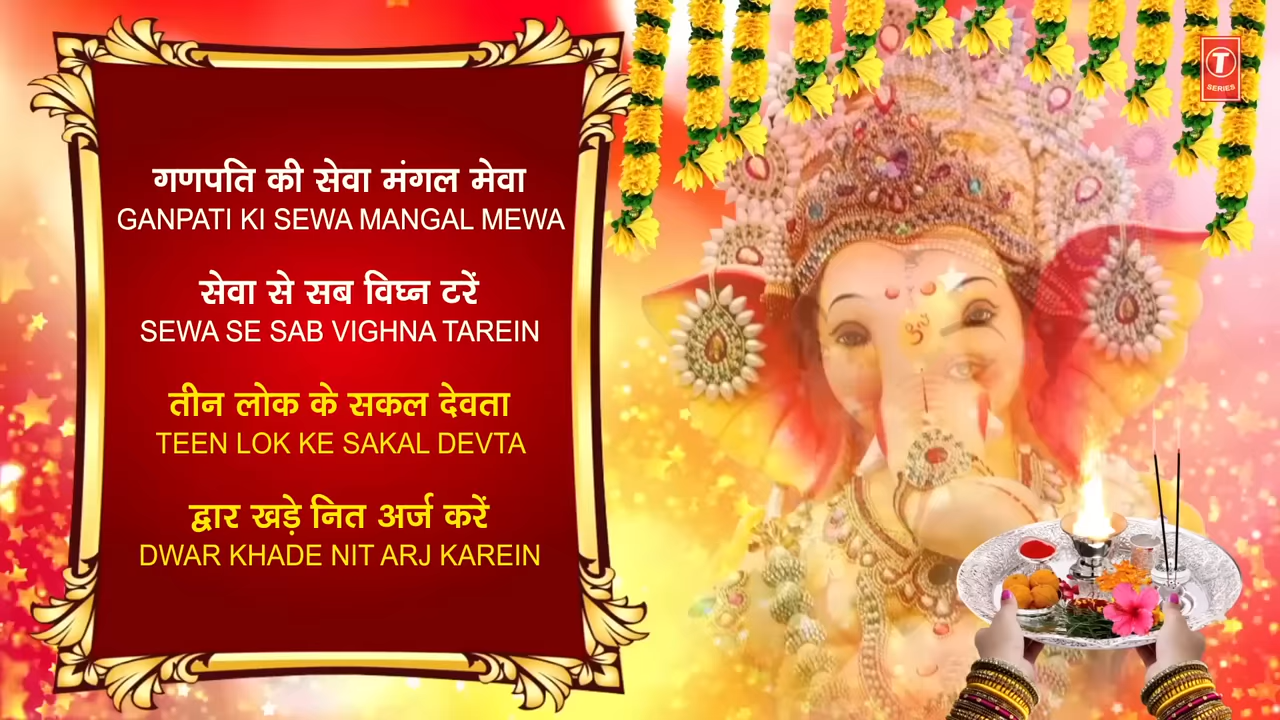 गणपति की सेवा मंगल मेवा
GANPATI KI SEWA MANGAL MEWA
सेवा से सब विघ्न टरें
SEWA SE SAB VIGHNA TAREIN
तीन लोक के सकल देवता
TEEN LOK KE SAKAL DEVTA
द्वार खड़े नित अर्ज करें
DWAR KHADE NIT ARJ KAREIN
T
SERIES
ॐ